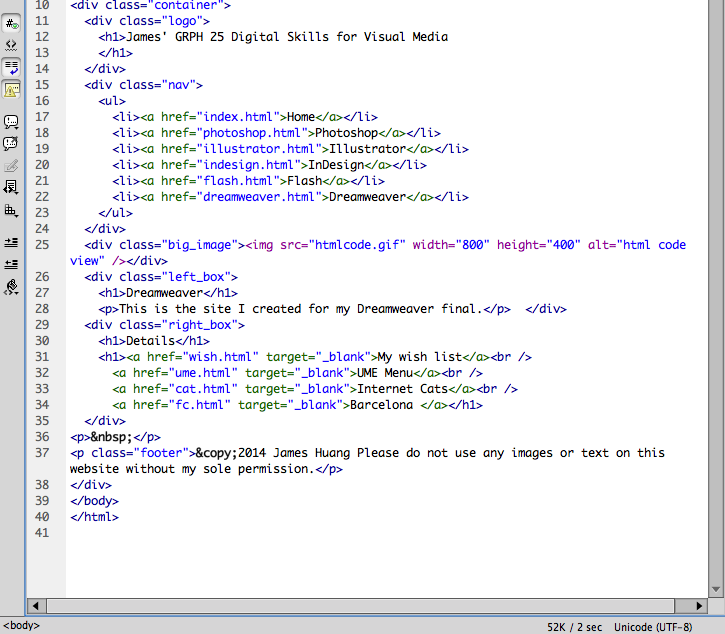 10 <div class="container">
11 <div class="logo">
12 <h1>James' GRPH 25 Digital Skills for Visual Media
13 </h1>
14 </div>
15 <div class="nav">
16 <ul>
17 <li><a href="index.html">Home</a></li>
18 <li><a href="photoshop.html">Photoshop</a></li>
19 <li><a href="illustrator.html">Illustrator</a></li>
20 <li><a href="indesign.html">InDesign</a></li>
21 <li><a href="flash.html">Flash</a></li>
22 <li><a href="dreamweaver.html">Dreamweaver</a></li>
23 </ul>
24 </div>
25 <div class="big_image"><img src="htmlcode.gif" width="800" height="400" alt="html code
view" /></div>
26 <div class="left_box">
27 <h1>Dreamweaver</h1>
28 <p>This is the site I created for my Dreamweaver final.</p>  </div>
29 <div class="right_box">
30 <h1>Details</h1>
31 <h1><a href="wish.html" target="_blank">My wish list</a><br />
32 <a href="ume.html" target="_blank">UME Menu</a><br />
33 <a href="cat.html" target="_blank">Internet Cats</a><br />
34 <a href="fc.html" target="_blank">Barcelona </a></h1>
35 </div>
36 <p>&nbsp;</p>
37 <p class="footer">&copy;2014 James Huang Please do not use any images or text on this
website without my sole permission.</p>
38 </div>
39 </body>
40 </html>
41
<body> 52K / 2 sec Unicode (UTF-8)